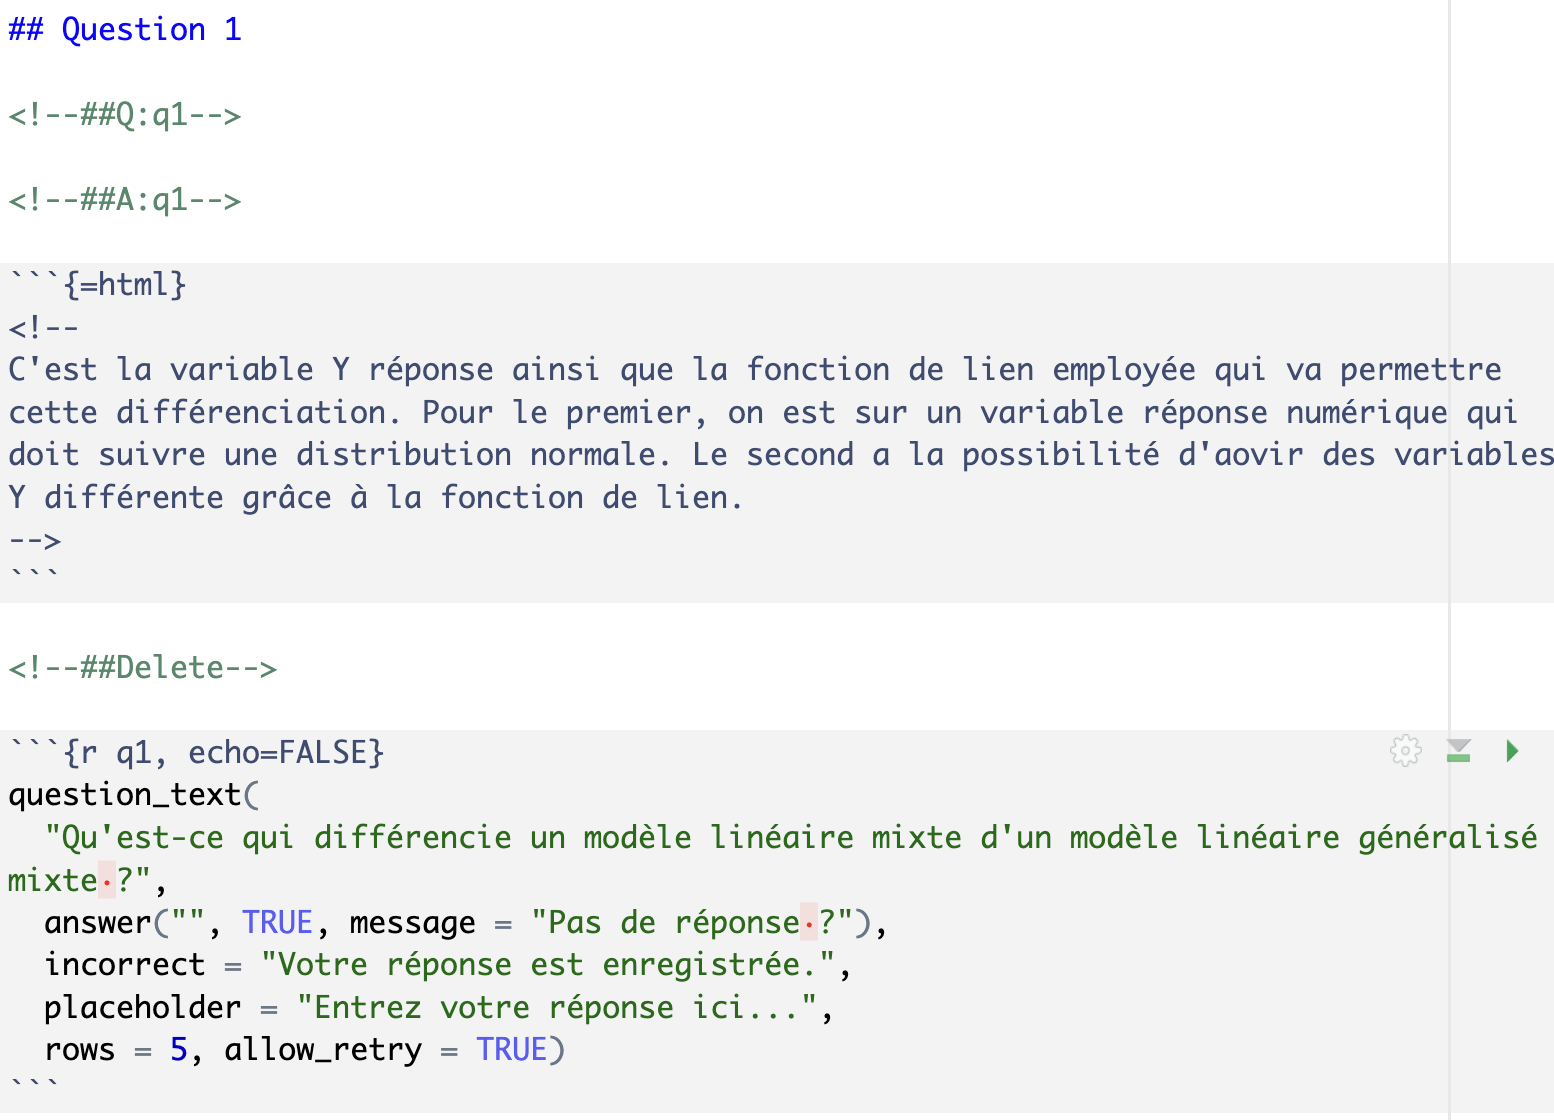 ## Question 1
<!--##Q:q1-->
<!--##A:q1-->
```{=html}
<!--
C'est la variable Y réponse ainsi que la fonction de lien employée qui va permettre
cette différenciation. Pour le premier, on est sur un variable réponse numérique qui
doit suivre une distribution normale. Le second a la possibilité d'aovir des variables
Y différente grâce à la fonction de lien.
-->
```
<!--##Delete-->
```{r q1, echo=FALSE}
question_text(
  "Qu'est-ce qui différencie un modèle linéaire mixte d'un modèle linéaire généralisé
mixte ?",
  answer("", TRUE, message = "Pas de réponse ?"),
  incorrect = "Votre réponse est enregistrée.",
  placeholder = "Entrez votre réponse ici...",
  rows = 5, allow_retry = TRUE)
```